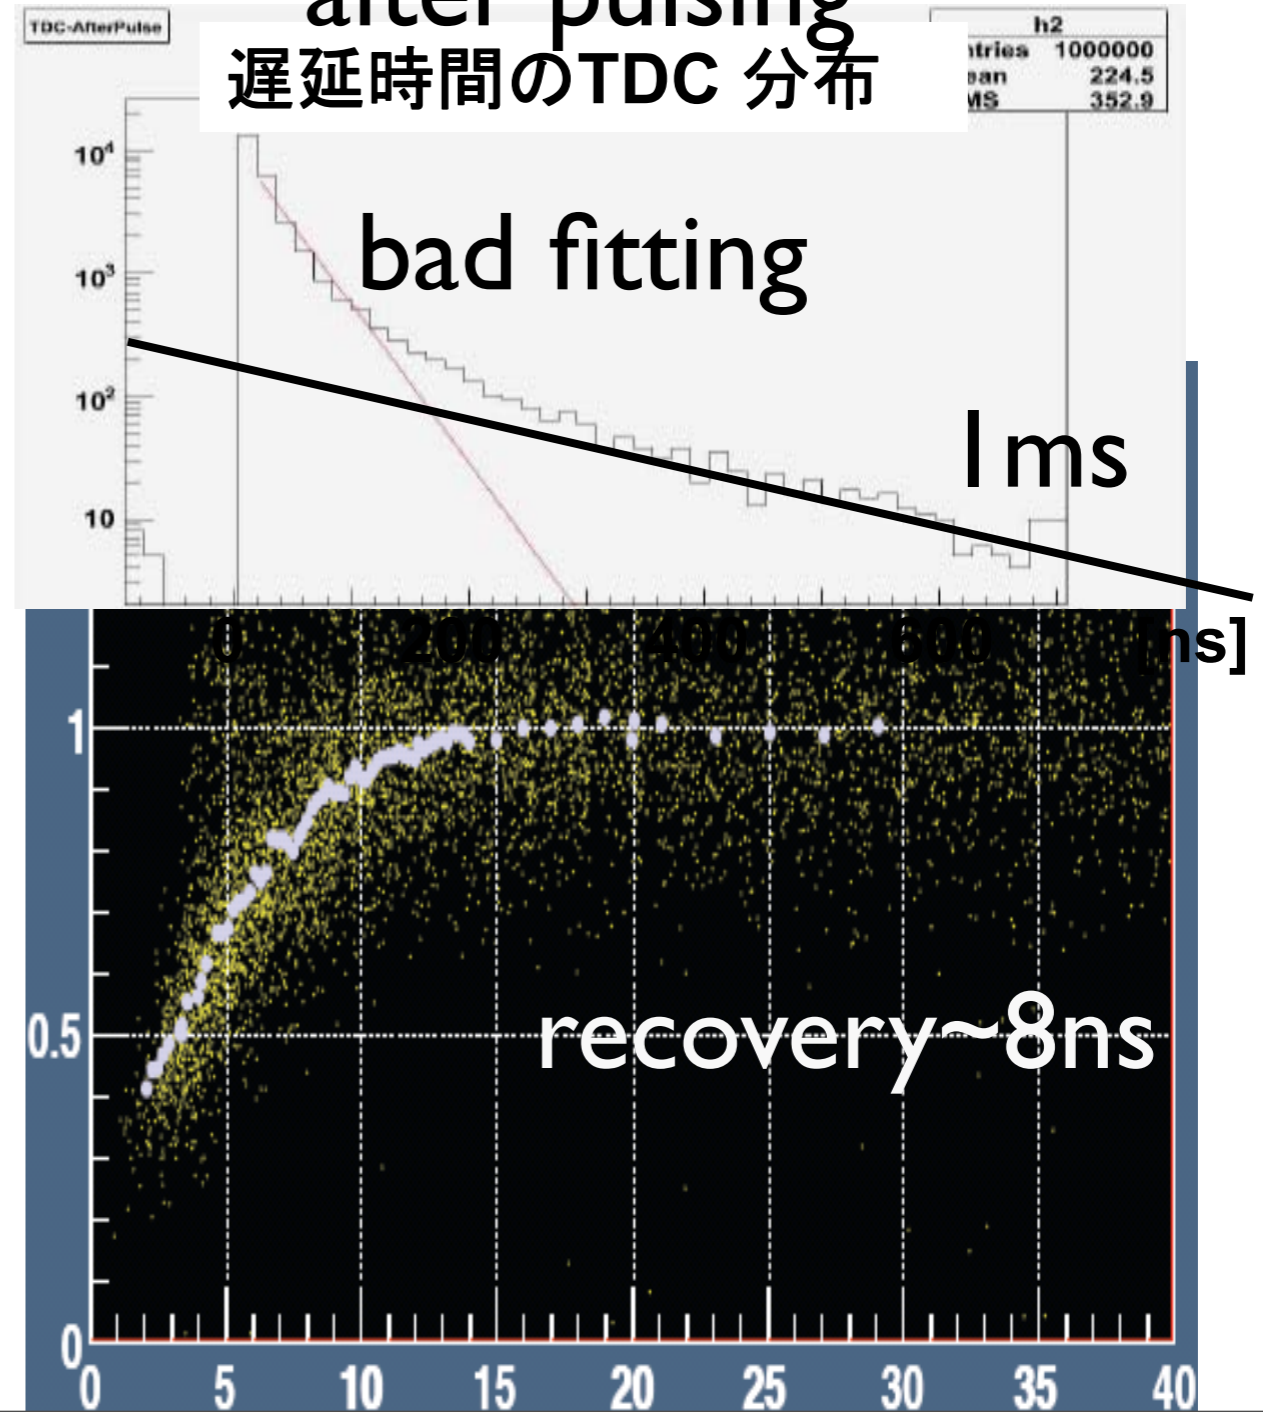 after pulsing
TDC-AfterPulse
遅延時間のTDC 分布
h2
ntries 1000000
ean 224.5
MS 352.9
10⁴
10³
10²
10
bad fitting
1ms
0 200 400 600 [ns]
1
0.5
0
recovery~8ns
0 5 10 15 20 25 30 35 40